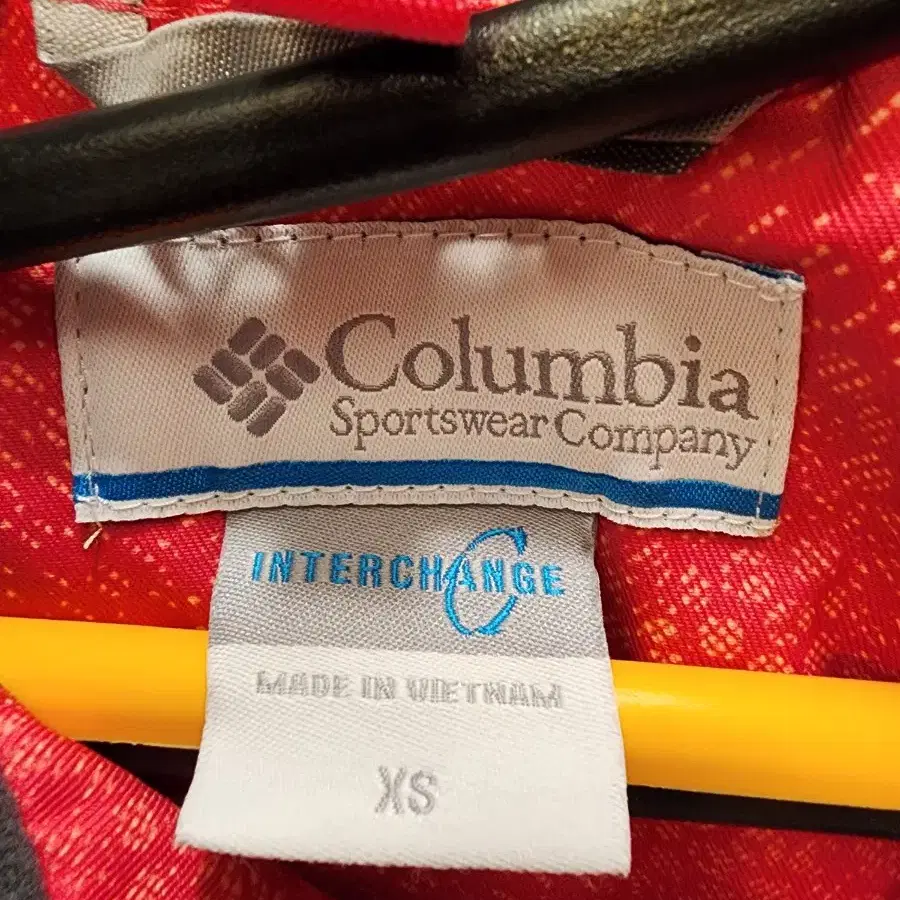 Columbia
Sportswear Company
INTERCHANGE
MADE IN VIETNAM
XS